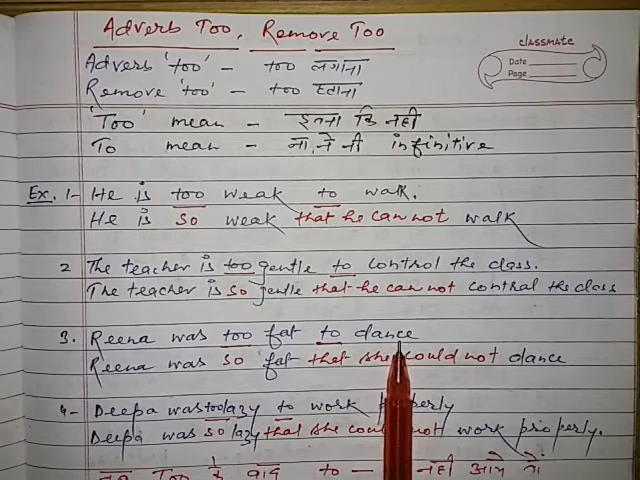 Adverb Too, Remove Too
classmate
Date
Page
Adverb 'too' - too लगाना
Remove 'too' - too हटाना
'Too' mean - इतना कि नही
To mean - ना, ने नी infinitive
Ex. 1- He is too weak to walk.
He is so weak that he can not walk
2 The teacher is too gentle to control the class.
The teacher is so gentle that he can not control the class
3. Reena was too fat to dance
Reena was so fat that she could not dance
4- Deepa was too lazy to work properly
Deepa was so lazy that she could not work properly.
Too के बाद to - नही आये तो